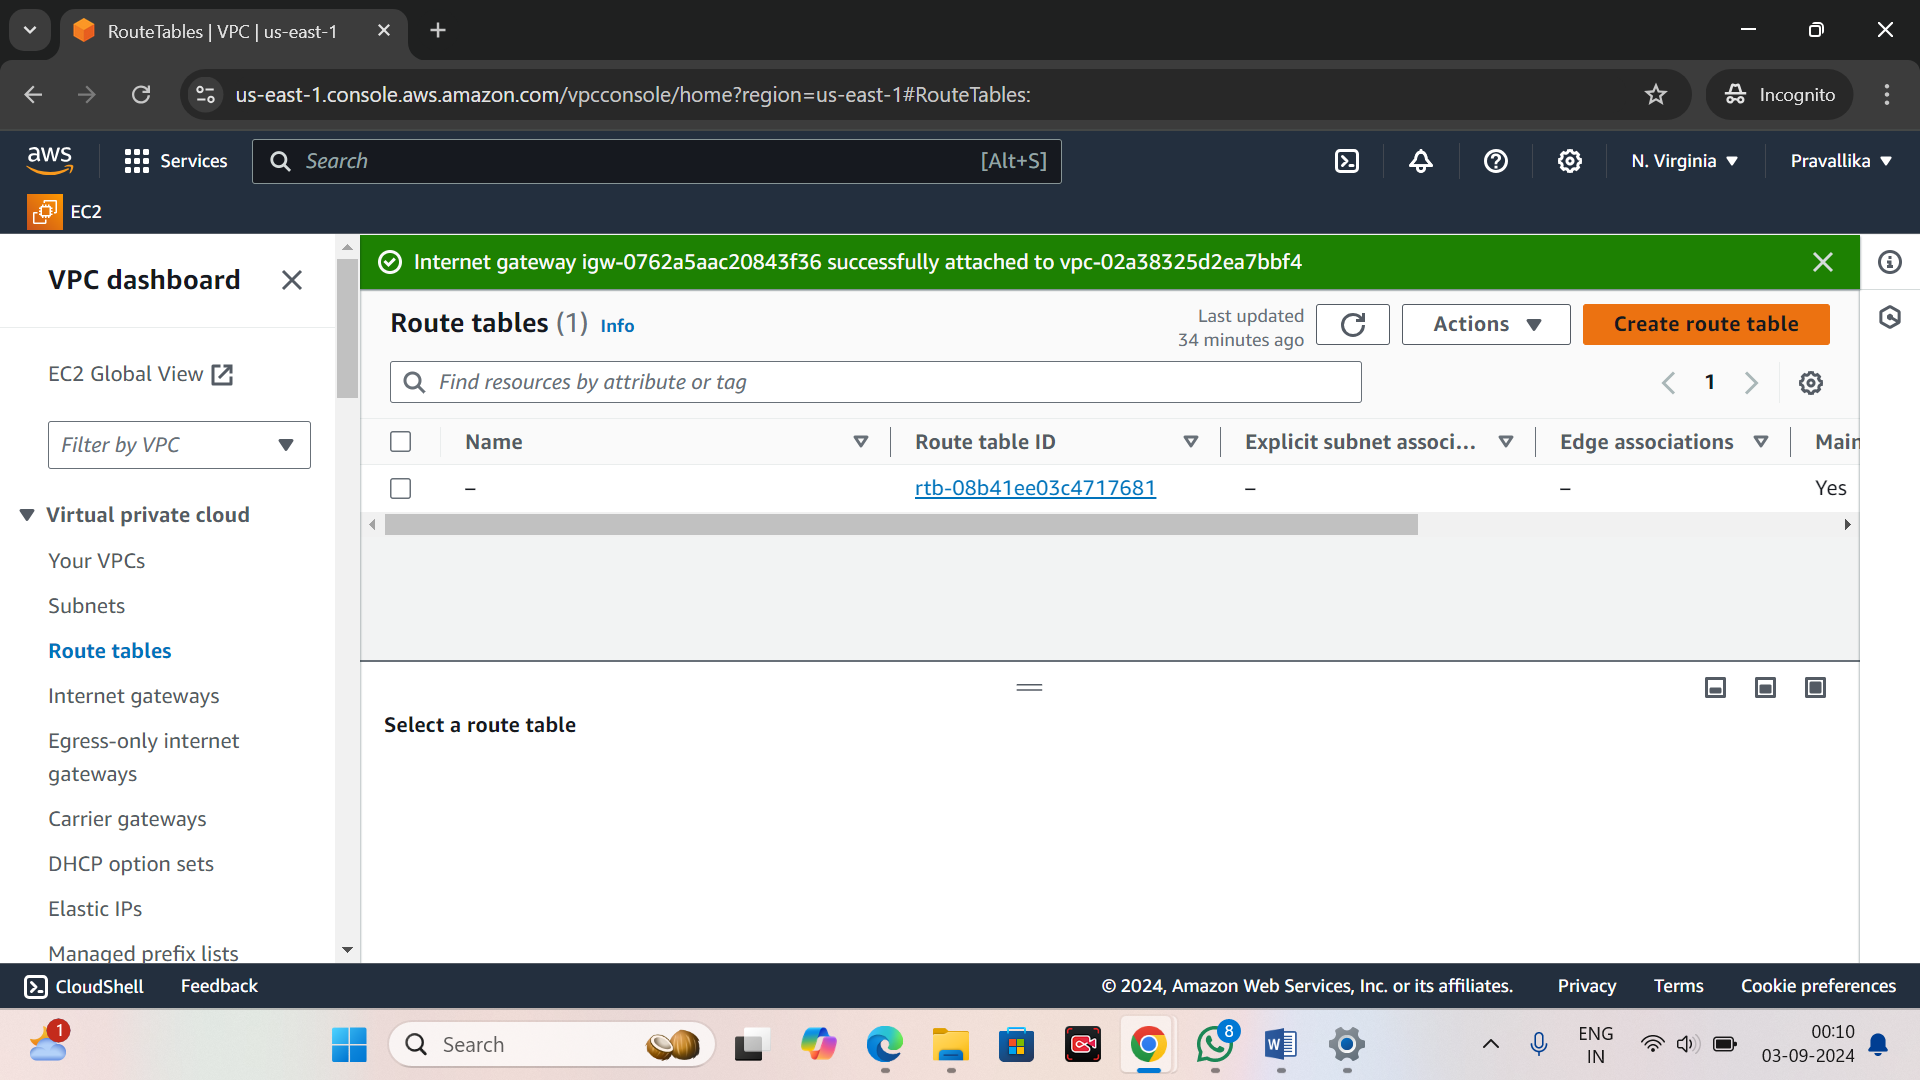 RouteTables | VPC | us-east-1
us-east-1.console.aws.amazon.com/vpcconsole/home?region=us-east-1#RouteTables:
Incognito
aws
Services
Search
[Alt+S]
N. Virginia
Pravallika
EC2
VPC dashboard
EC2 Global View
Filter by VPC
Virtual private cloud
Your VPCs
Subnets
Route tables
Internet gateways
Egress-only internet
gateways
Carrier gateways
DHCP option sets
Elastic IPs
Managed prefix lists
Internet gateway igw-0762a5aac20843f36 successfully attached to vpc-02a38325d2ea7bbf4
Route tables (1) Info
Last updated
34 minutes ago
Actions
Create route table
Find resources by attribute or tag
1
Name Route table ID Explicit subnet associ... Edge associations Main
– rtb-08b41ee03c4717681 – – Yes
Select a route table
CloudShell Feedback © 2024, Amazon Web Services, Inc. or its affiliates. Privacy Terms Cookie preferences
1
Search
8
ENG
IN
00:10
03-09-2024